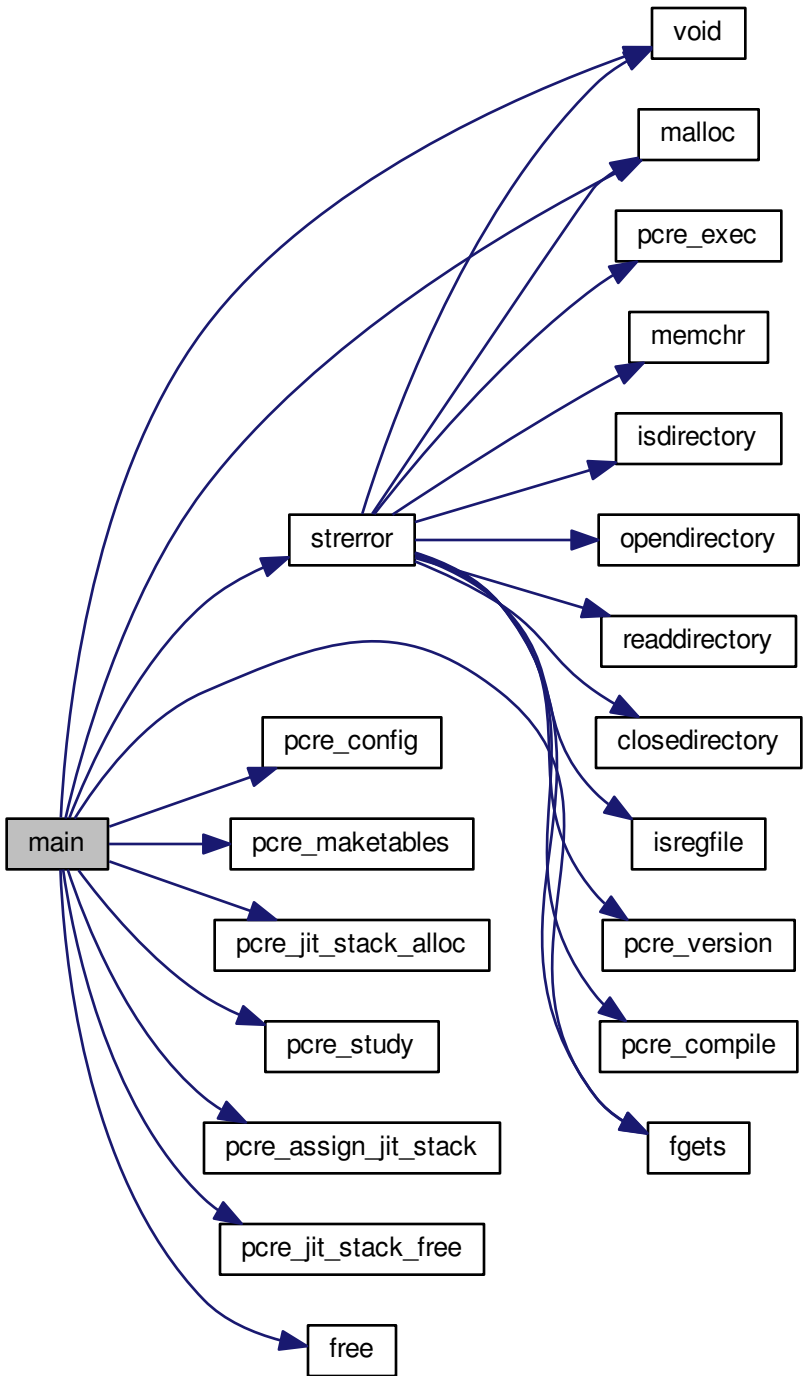 void
malloc
pcre_exec
memchr
isdirectory
strerror
opendirectory
readdirectory
pcre_config
closedirectory
main
pcre_maketables
isregfile
pcre_jit_stack_alloc
pcre_version
pcre_study
pcre_compile
pcre_assign_jit_stack
fgets
pcre_jit_stack_free
free